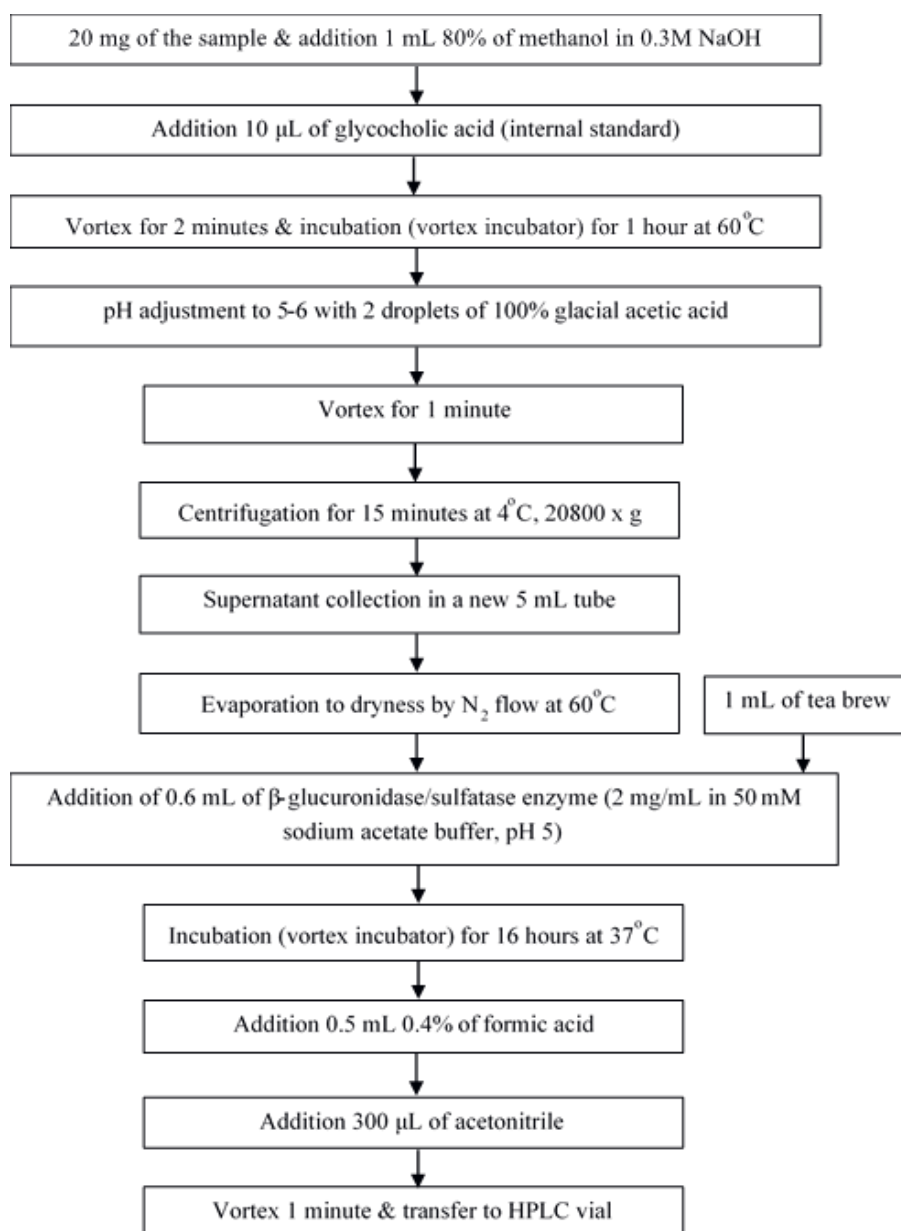 20 mg of the sample & addition 1 mL 80% of methanol in 0.3M NaOH
Addition 10 μL of glycocholic acid (internal standard)
Vortex for 2 minutes & incubation (vortex incubator) for 1 hour at 60°C
pH adjustment to 5-6 with 2 droplets of 100% glacial acetic acid
Vortex for 1 minute
Centrifugation for 15 minutes at 4°C, 20800 x g
Supernatant collection in a new 5 mL tube
Evaporation to dryness by N₂ flow at 60°C
1 mL of tea brew
Addition of 0.6 mL of β-glucuronidase/sulfatase enzyme (2 mg/mL in 50 mM
sodium acetate buffer, pH 5)
Incubation (vortex incubator) for 16 hours at 37°C
Addition 0.5 mL 0.4% of formic acid
Addition 300 μL of acetonitrile
Vortex 1 minute & transfer to HPLC vial